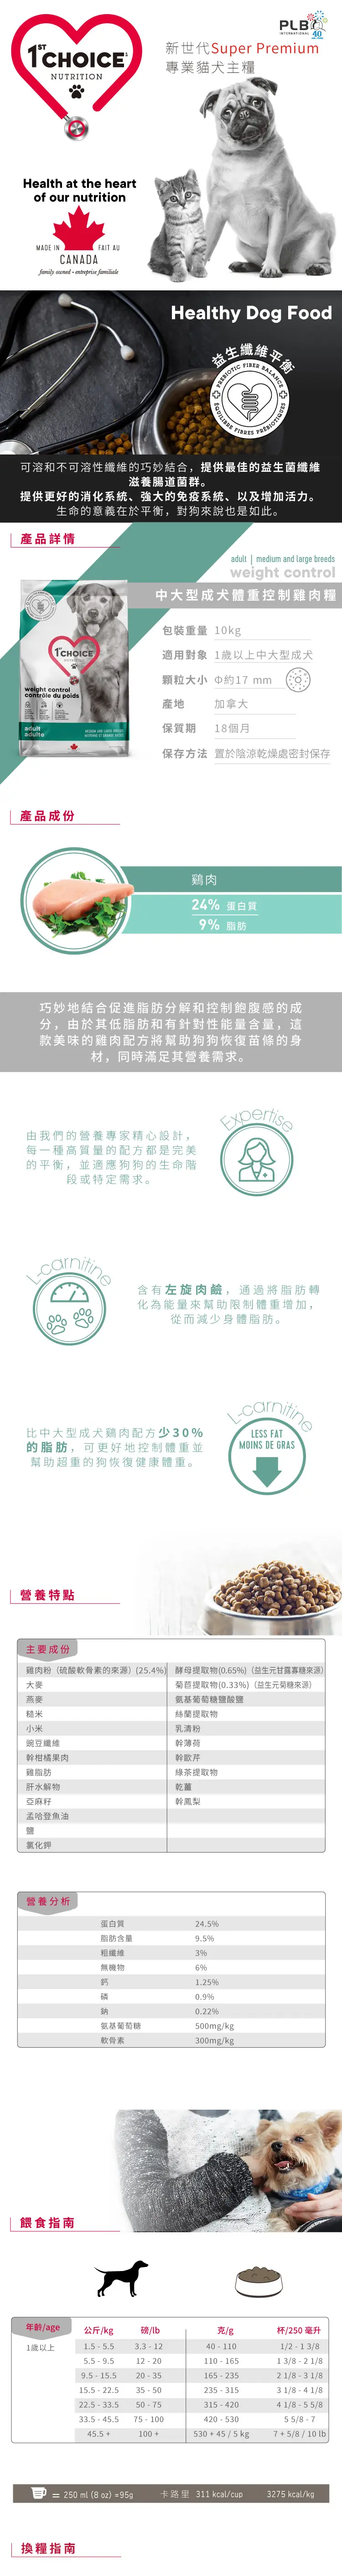 1ST CHOICE
NUTRITION
PLB
INTERNATIONAL 40
新世代Super Premium
專業貓犬主糧
Health at the heart
of our nutrition
MADE IN FAIT AU
CANADA
family owned • entreprise familiale
Healthy Dog Food
益生纖維平衡
PREBIOTIC FIBER BALANCE
ÉQUILIBRE FIBRES PRÉBIOTIQUES
可溶和不可溶性纖維的巧妙結合，提供最佳的益生菌纖維
滋養腸道菌群。
提供更好的消化系統、強大的免疫系統、以及增加活力。
生命的意義在於平衡，對狗來說也是如此。
產品詳情
adult | medium and large breeds
weight control
中大型成犬體重控制雞肉糧
1ST CHOICE
NUTRITION
weight control
contrôle du poids
adult
adulte
包裝重量 10kg
適用對象 1歲以上中大型成犬
顆粒大小 Φ約17 mm
產地 加拿大
保質期 18個月
保存方法 置於陰涼乾燥處密封保存
產品成份
鷄肉
24% 蛋白質
9% 脂肪
巧妙地結合促進脂肪分解和控制飽腹感的成
分，由於其低脂肪和有針對性能量含量，這
款美味的雞肉配方將幫助狗狗恢復苗條的身
材，同時滿足其營養需求。
Expertise
由我們的營養專家精心設計，
每一種高質量的配方都是完美
的平衡，並適應狗狗的生命階
段或特定需求。
L-carnitine
含有左旋肉鹼，通過將脂肪轉
化為能量來幫助限制體重增加，
從而減少身體脂肪。
L-carnitine
LESS FAT
MOINS DE GRAS
比中大型成犬鷄肉配方少30%
的脂肪，可更好地控制體重並
幫助超重的狗恢復健康體重。
營養特點
主要成份
雞肉粉（硫酸軟骨素的來源）(25.4%) 酵母提取物(0.65%)（益生元甘露寡糖來源）
大麥 菊苣提取物(0.33%)（益生元菊糖來源）
燕麥 氨基葡萄糖鹽酸鹽
糙米 絲蘭提取物
小米 乳清粉
豌豆纖維 幹薄荷
幹柑橘果肉 幹歐芹
雞脂肪 綠茶提取物
肝水解物 乾薑
亞麻籽 幹鳳梨
孟哈登魚油
鹽
氯化鉀
營養分析
蛋白質 24.5%
脂肪含量 9.5%
粗纖維 3%
無機物 6%
鈣 1.25%
磷 0.9%
鈉 0.22%
氨基葡萄糖 500mg/kg
軟骨素 300mg/kg
餵食指南
年齡/age 公斤/kg 磅/lb 克/g 杯/250 毫升
1歲以上 1.5 - 5.5 3.3 - 12 40 - 110 1/2 - 1 3/8
5.5 - 9.5 12 - 20 110 - 165 1 3/8 - 2 1/8
9.5 - 15.5 20 - 35 165 - 235 2 1/8 - 3 1/8
15.5 - 22.5 35 - 50 235 - 315 3 1/8 - 4 1/8
22.5 - 33.5 50 - 75 315 - 420 4 1/8 - 5 5/8
33.5 - 45.5 75 - 100 420 - 530 5 5/8 - 7
45.5 + 100 + 530 + 45 / 5 kg 7 + 5/8 / 10 lb
= 250 ml (8 oz) =95g 卡路里 311 kcal/cup 3275 kcal/kg
換糧指南